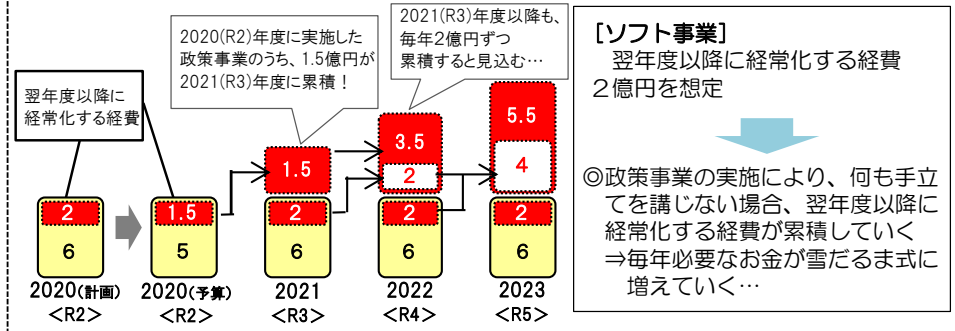 翌年度以降に
経常化する経費
2020(R2)年度に実施した
政策事業のうち、1.5億円が
2021(R3)年度に累積！
2021(R3)年度以降も、
毎年２億円ずつ
累積すると見込む…
2
6
2020(計画)
<R2>
1.5
5
2020(予算)
<R2>
1.5
2
6
2021
<R3>
3.5
2
2
6
2022
<R4>
5.5
4
2
6
2023
<R5>
[ソフト事業]
翌年度以降に経常化する経費
２億円を想定
◎政策事業の実施により、何も手立
てを講じない場合、翌年度以降に
経常化する経費が累積していく
⇒毎年必要なお金が雪だるま式に
増えていく…